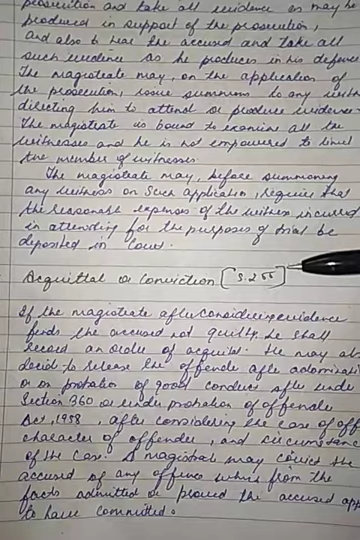 prosecution and take all evidence as may be
produced in support of the prosecution,
and also to hear the accused and take all
such evidence as he produces in his defence
The magistrate may, on the application of
the prosecution, issue summons to any witn
directing him to attend or produce evidence.
The magistrate is bound to examine all the
witnesses and he is not empowered to limit
the member of witnesses.
The magistrate may, before summoning
any witness on such application, require that
the reasonable expenses of the witness incurred
in attending for the purposes of trial be
deposited in Court.
Acquittal or Conviction [S.255]
If the magistrate after considering evidence
finds the accused not guilty, he shall
record an order of acquittal. He may als
decide to release the offender after admonitio
or on probation of good conduct after under
Section 360 or under probation of offender
Act, 1958, after considering the case of off
character of offender, and circumstance
of the case. A magistrate may convict the
accused of any offence which from the
facts admitted or proved the accused app
to have committed.